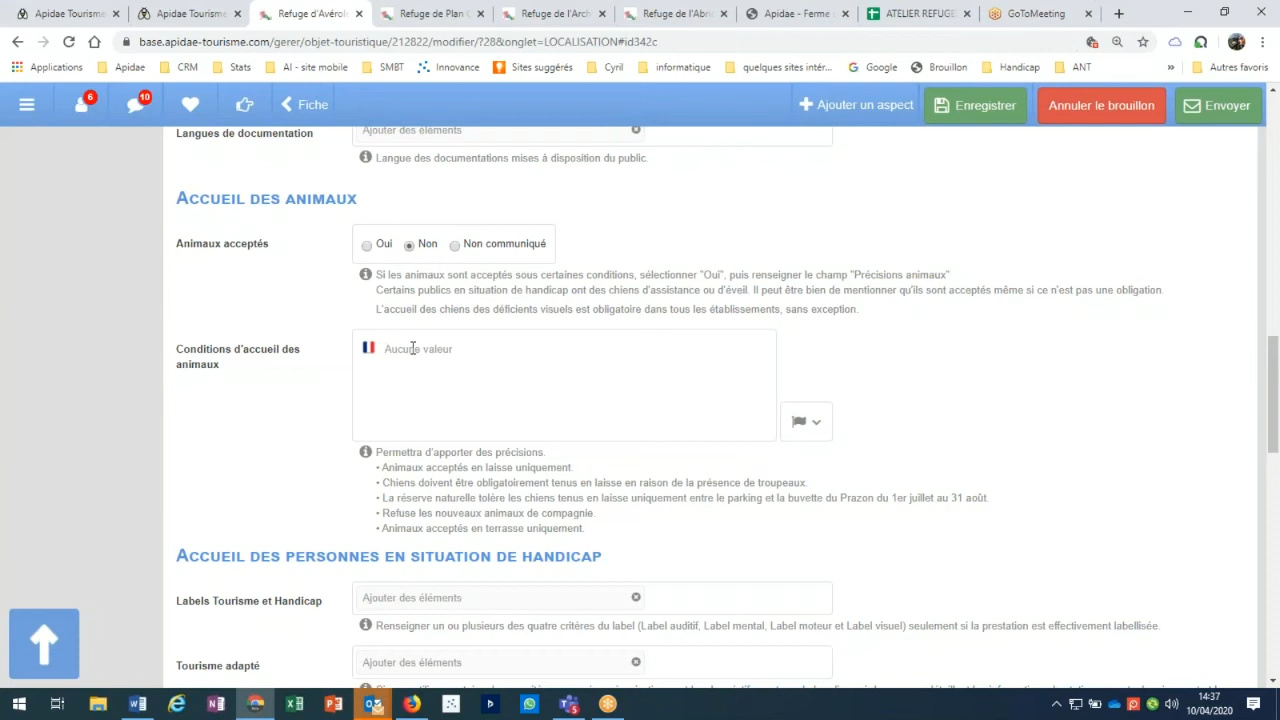 Apidae Tourisme
Apidae Tourisme
Refuge d'Avérole
Refuge de Plan
Refuge de l'Arch
Refuge de l'Abri
Apidae - Ferme
ATELIER REFUGE
GoToMeeting
base.apidae-tourisme.com/gerer/objet-touristique/212822/modifier/?28&onglet=LOCALISATION#id342c
Applications
Apidae
CRM
Stats
AI - site mobile
SMBT
Innovance
Sites suggérés
Cyril
informatique
quelques sites intér...
Google
Brouillon
Handicap
ANT
»
Autres favoris
6
10
Fiche
Ajouter un aspect
Enregistrer
Annuler le brouillon
Envoyer
Langues de documentation
Ajouter des éléments
Langue des documentations mises à disposition du public.
ACCUEIL DES ANIMAUX
Animaux acceptés
Oui
Non
Non communiqué
Si les animaux sont acceptés sous certaines conditions, sélectionner "Oui", puis renseigner le champ "Précisions animaux"
Certains publics en situation de handicap ont des chiens d'assistance ou d'éveil. Il peut être bien de mentionner qu'ils sont acceptés même si ce n'est pas une obligation.
L'accueil des chiens des déficients visuels est obligatoire dans tous les établissements, sans exception.
Conditions d'accueil des
animaux
Aucune valeur
Permettra d'apporter des précisions.
• Animaux acceptés en laisse uniquement.
• Chiens doivent être obligatoirement tenus en laisse en raison de la présence de troupeaux.
• La réserve naturelle tolère les chiens tenus en laisse uniquement entre le parking et la buvette du Prazon du 1er juillet au 31 août.
• Refuse les nouveaux animaux de compagnie.
• Animaux acceptés en terrasse uniquement.
ACCUEIL DES PERSONNES EN SITUATION DE HANDICAP
Labels Tourisme et Handicap
Ajouter des éléments
Renseigner un ou plusieurs des quatre critères du label (Label auditif, Label mental, Label moteur et Label visuel) seulement si la prestation est effectivement labellisée.
Tourisme adapté
Ajouter des éléments
14:37
10/04/2020